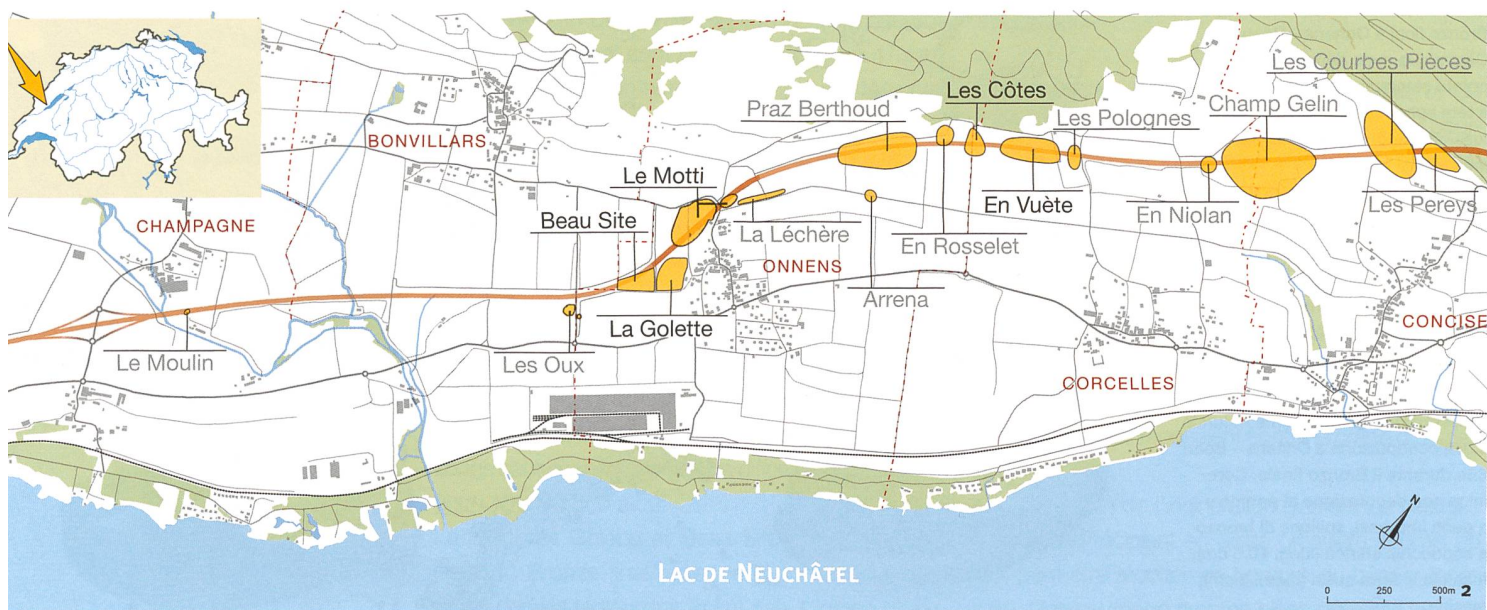 Les Courbes Pièces
Les Côtes
Praz Berthoud
Champ Gelin
Les Polognes
BONVILLARS
Le Motti
En Vuète
Les Pereys
En Niolan
CHAMPAGNE
Beau Site
La Léchère
En Rosselet
ONNENS
Arrena
La Golette
CONCISE
Le Moulin
Les Oux
CORCELLES
LAC DE NEUCHÂTEL
N
0 250 500m 2